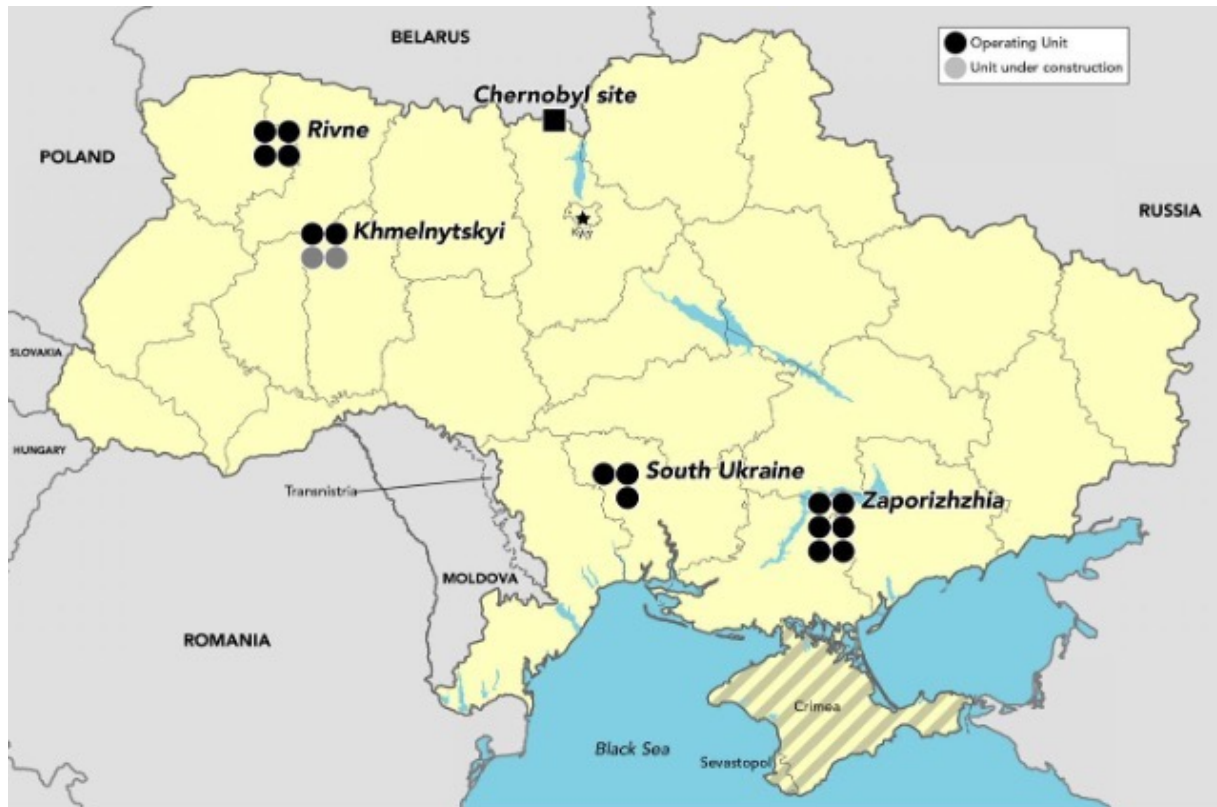 BELARUS
Operating Unit
Unit under construction
Chernobyl site
Rivne
POLAND
RUSSIA
Khmelnytskyi
Kyiv
SLOVAKIA
HUNGARY
South Ukraine
Transnistria
Zaporizhzhia
MOLDOVA
ROMANIA
Crimea
Black Sea
Sevastopol